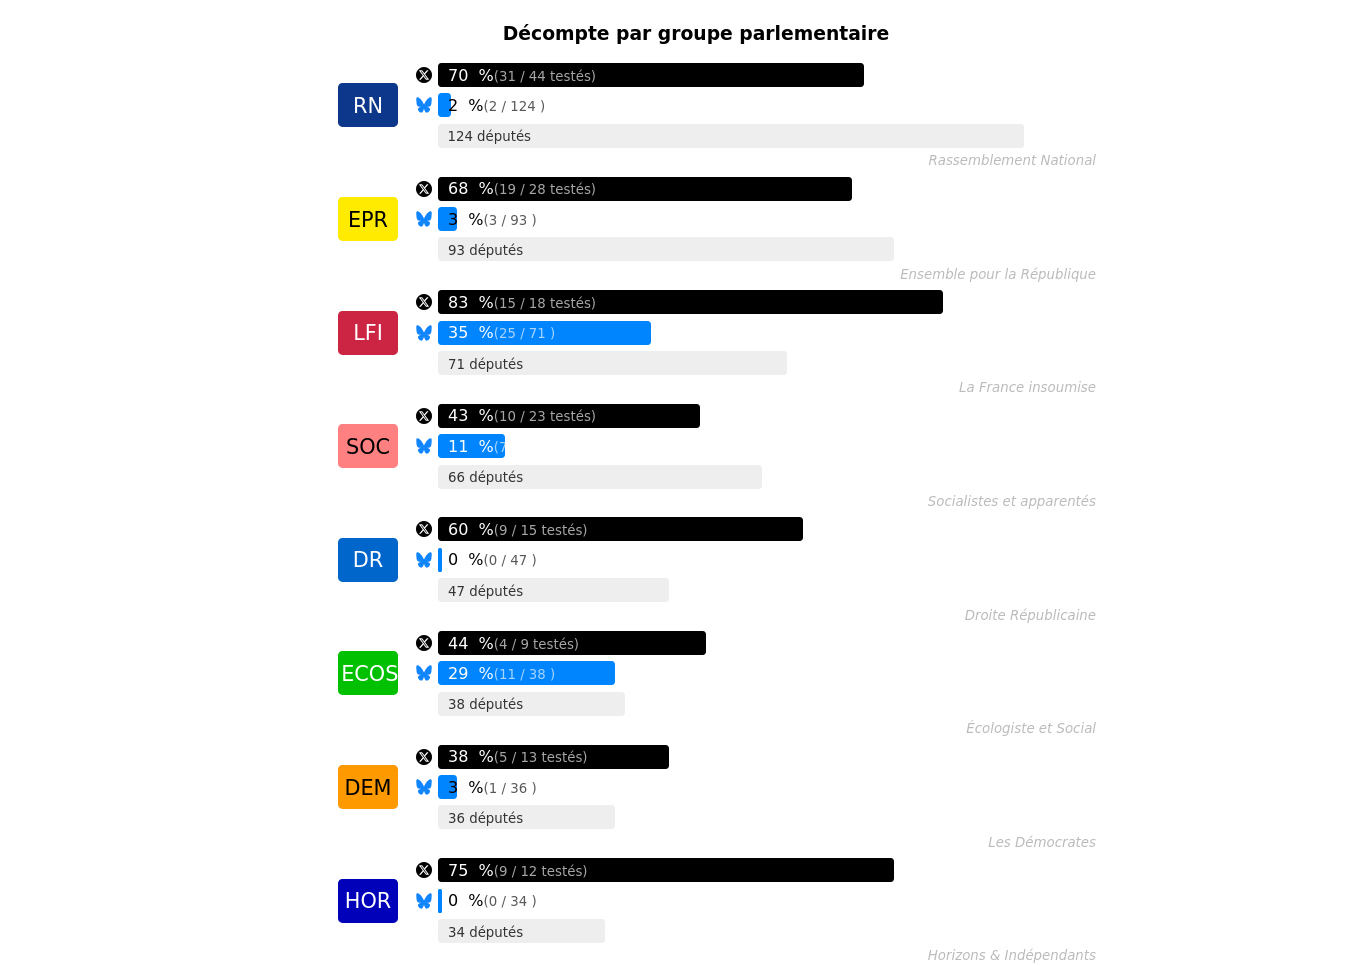 Décompte par groupe parlementaire
70 %(31 / 44 testés)
RN
2 %(2 / 124 )
124 députés
Rassemblement National
68 %(19 / 28 testés)
EPR
3 %(3 / 93 )
93 députés
Ensemble pour la République
83 %(15 / 18 testés)
LFI
35 %(25 / 71 )
71 députés
La France insoumise
43 %(10 / 23 testés)
SOC
11 %(7
66 députés
Socialistes et apparentés
60 %(9 / 15 testés)
DR
0 %(0 / 47 )
47 députés
Droite Républicaine
44 %(4 / 9 testés)
ECOS
29 %(11 / 38 )
38 députés
Écologiste et Social
38 %(5 / 13 testés)
DEM
3 %(1 / 36 )
36 députés
Les Démocrates
75 %(9 / 12 testés)
HOR
0 %(0 / 34 )
34 députés
Horizons & Indépendants